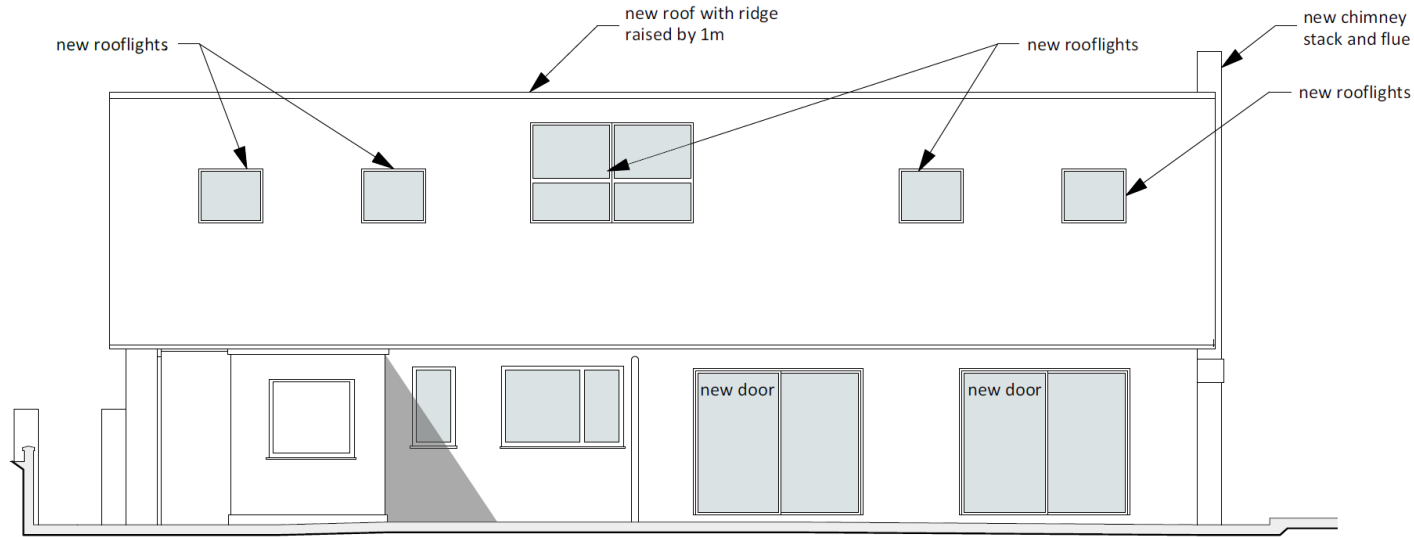 new roof with ridge
raised by 1m
new chimney
stack and flue
new rooflights
new rooflights
new rooflights
new door
new door